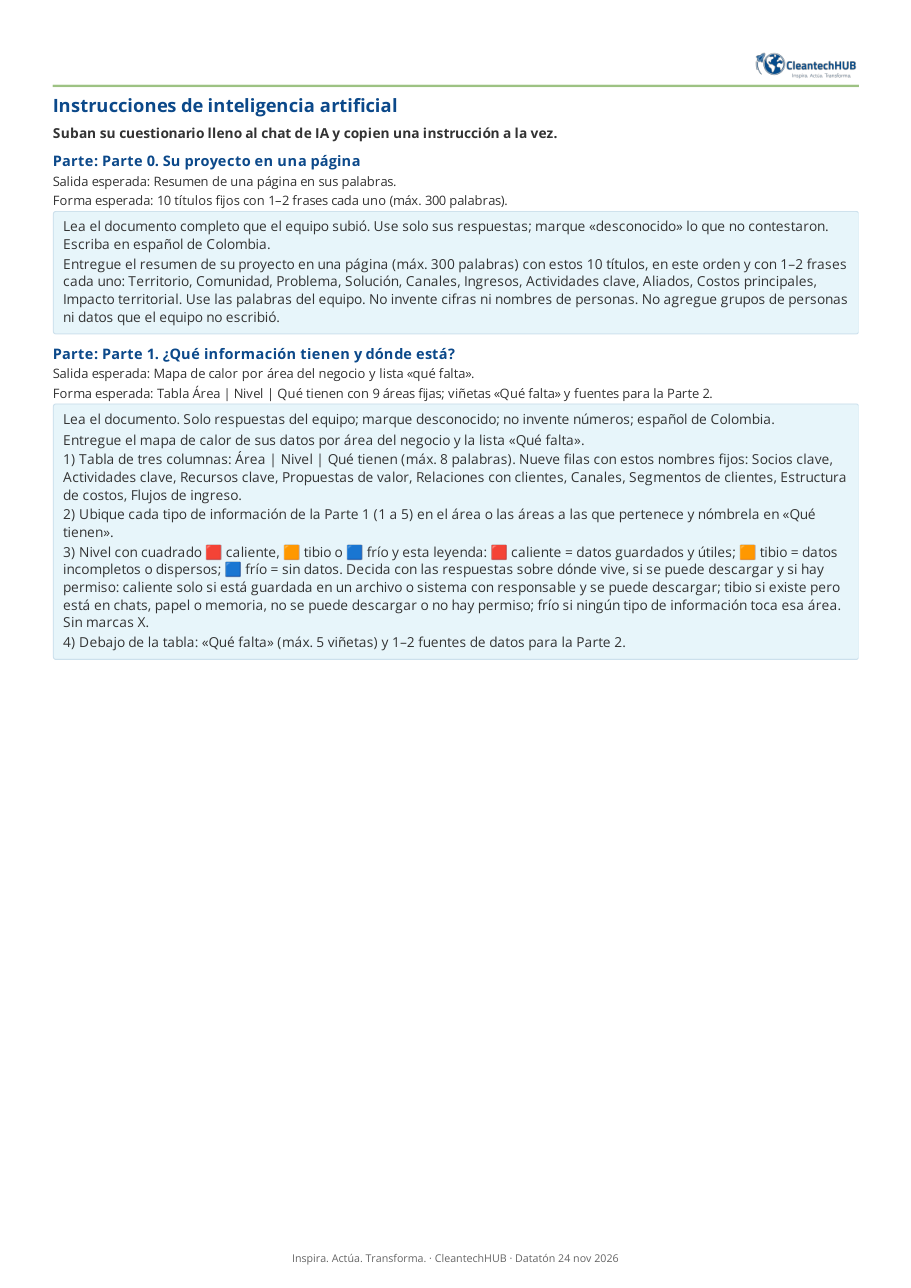 CleantechHUB
Inspira. Actúa. Transforma.
Instrucciones de inteligencia artificial
Suban su cuestionario lleno al chat de IA y copien una instrucción a la vez.
Parte: Parte 0. Su proyecto en una página
Salida esperada: Resumen de una página en sus palabras.
Forma esperada: 10 títulos fijos con 1–2 frases cada uno (máx. 300 palabras).
Lea el documento completo que el equipo subió. Use solo sus respuestas; marque «desconocido» lo que no contestaron.
Escriba en español de Colombia.
Entregue el resumen de su proyecto en una página (máx. 300 palabras) con estos 10 títulos, en este orden y con 1–2 frases
cada uno: Territorio, Comunidad, Problema, Solución, Canales, Ingresos, Actividades clave, Aliados, Costos principales,
Impacto territorial. Use las palabras del equipo. No invente cifras ni nombres de personas. No agregue grupos de personas
ni datos que el equipo no escribió.
Parte: Parte 1. ¿Qué información tienen y dónde está?
Salida esperada: Mapa de calor por área del negocio y lista «qué falta».
Forma esperada: Tabla Área | Nivel | Qué tienen con 9 áreas fijas; viñetas «Qué falta» y fuentes para la Parte 2.
Lea el documento. Solo respuestas del equipo; marque desconocido; no invente números; español de Colombia.
Entregue el mapa de calor de sus datos por área del negocio y la lista «Qué falta».
1) Tabla de tres columnas: Área | Nivel | Qué tienen (máx. 8 palabras). Nueve filas con estos nombres fijos: Socios clave,
Actividades clave, Recursos clave, Propuestas de valor, Relaciones con clientes, Canales, Segmentos de clientes, Estructura
de costos, Flujos de ingreso.
2) Ubique cada tipo de información de la Parte 1 (1 a 5) en el área o las áreas a las que pertenece y nómbrela en «Qué
tienen».
3) Nivel con cuadrado 🟥 caliente, 🟧 tibio o 🟦 frío y esta leyenda: 🟥 caliente = datos guardados y útiles; 🟧 tibio = datos
incompletos o dispersos; 🟦 frío = sin datos. Decida con las respuestas sobre dónde vive, si se puede descargar y si hay
permiso: caliente solo si está guardada en un archivo o sistema con responsable y se puede descargar; tibio si existe pero
está en chats, papel o memoria, no se puede descargar o no hay permiso; frío si ningún tipo de información toca esa área.
Sin marcas X.
4) Debajo de la tabla: «Qué falta» (máx. 5 viñetas) y 1–2 fuentes de datos para la Parte 2.
Inspira. Actúa. Transforma. · CleantechHUB · Datatón 24 nov 2026